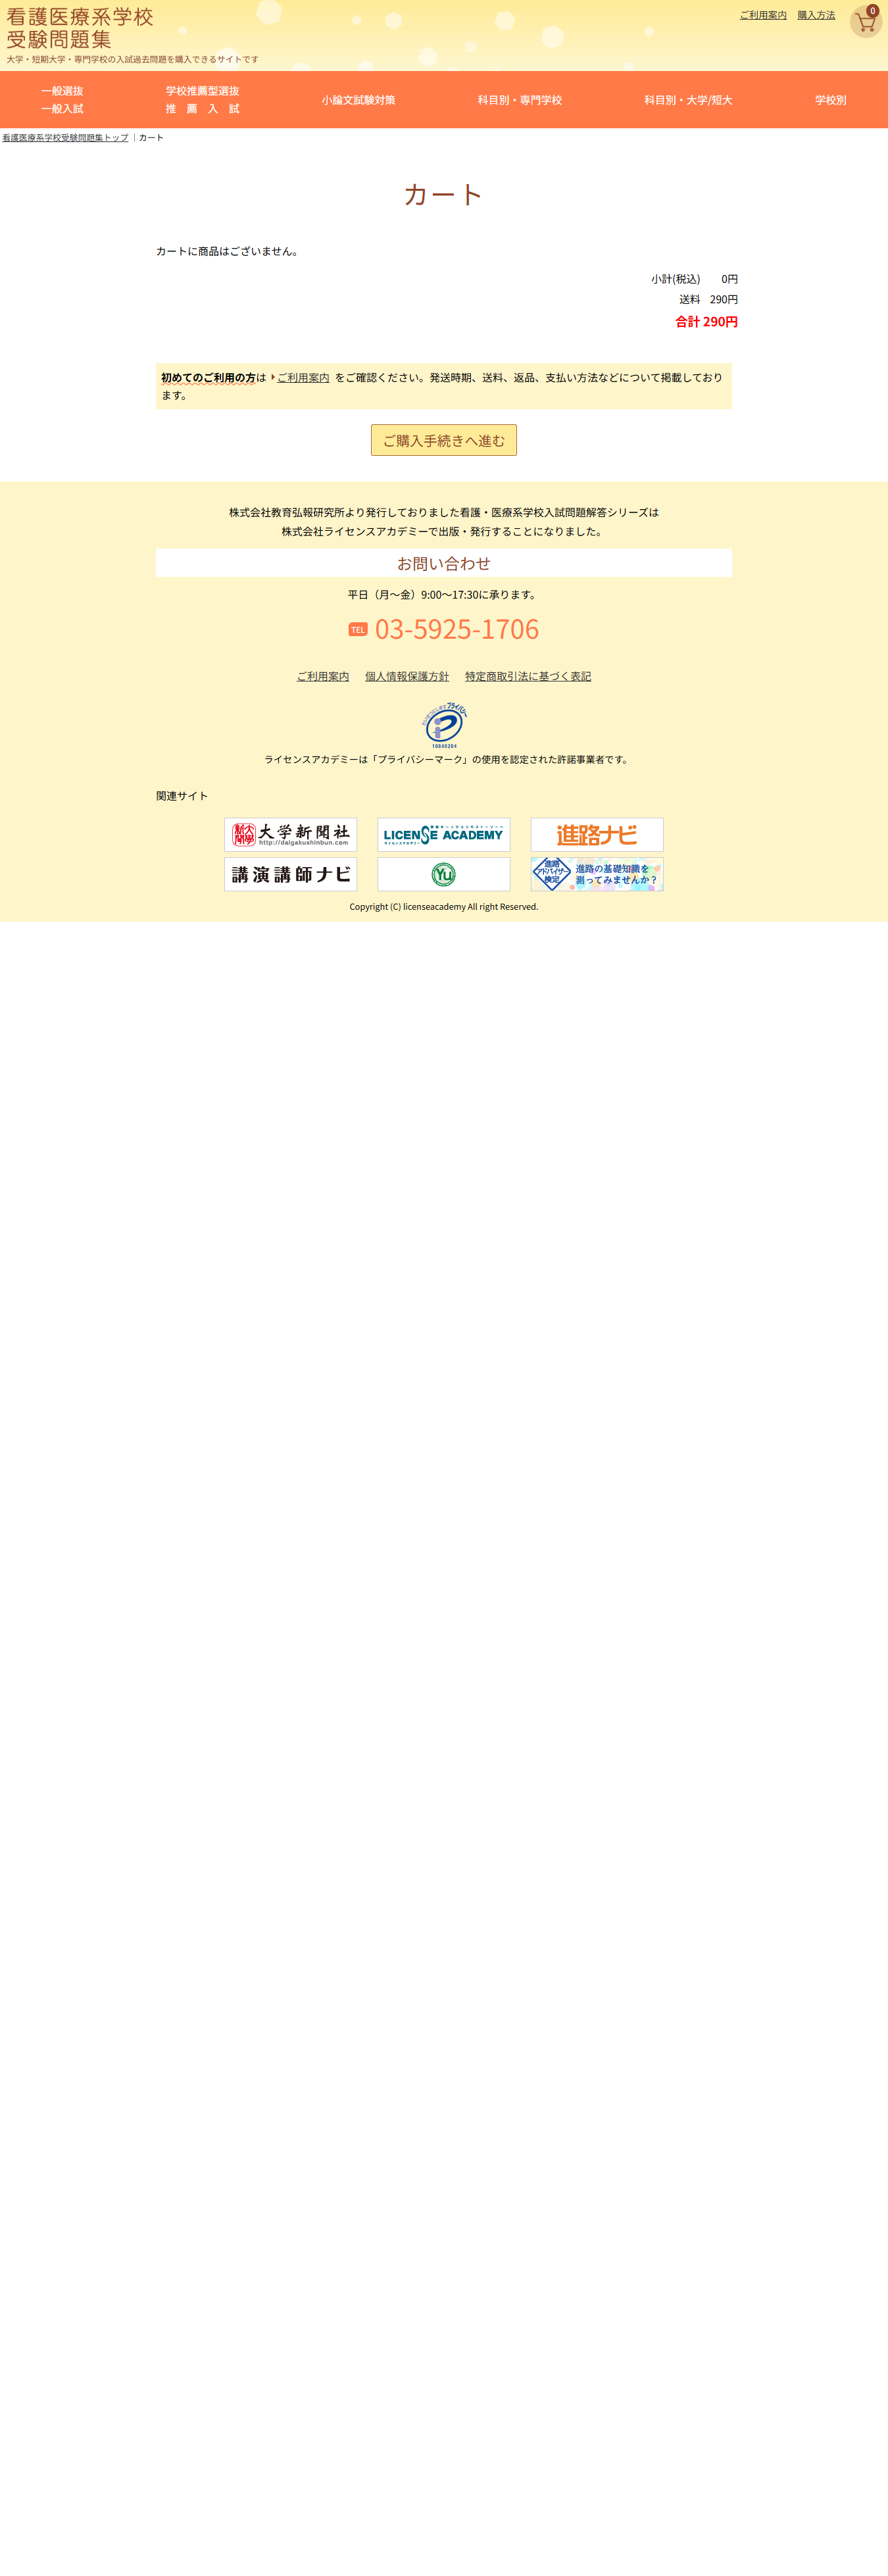 看護医療系学校
受験問題集
大学・短期大学・専門学校の入試過去問題を購入できるサイトです
ご利用案内 購入方法
0
一般選抜
一般入試
学校推薦型選抜
推 薦 入 試
小論文試験対策
科目別・専門学校
科目別・大学/短大
学校別
看護医療系学校受験問題集トップ | カート
カート
カートに商品はございません。
小計(税込) 0円
送料 290円
合計 290円
初めてのご利用の方は ご利用案内 をご確認ください。発送時期、送料、返品、支払い方法などについて掲載しており
ます。
ご購入手続きへ進む
株式会社教育弘報研究所より発行しておりました看護・医療系学校入試問題解答シリーズは
株式会社ライセンスアカデミーで出版・発行することになりました。
お問い合わせ
平日（月～金）9:00～17:30に承ります。
TEL 03-5925-1706
ご利用案内 個人情報保護方針 特定商取引法に基づく表記
プライバシー
10840204
ライセンスアカデミーは「プライバシーマーク」の使用を認定された許諾事業者です。
関連サイト
大学新聞社
http://daigakushinbun.com
LICENSE ACADEMY
ライセンスアカデミー
進路ナビ
講演講師ナビ
Yu
進路
アドバイザー
検定
進路の基礎知識を
測ってみませんか？
Copyright (C) licenseacademy All right Reserved.